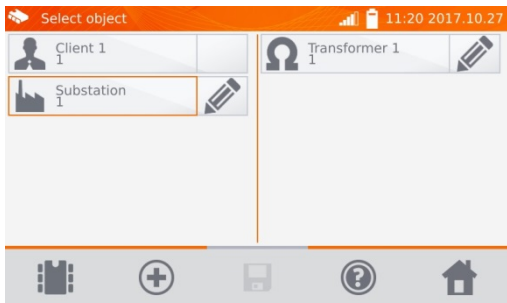 Select object
11:20 2017.10.27
Client 1
1
Substation
1
Transformer 1
1